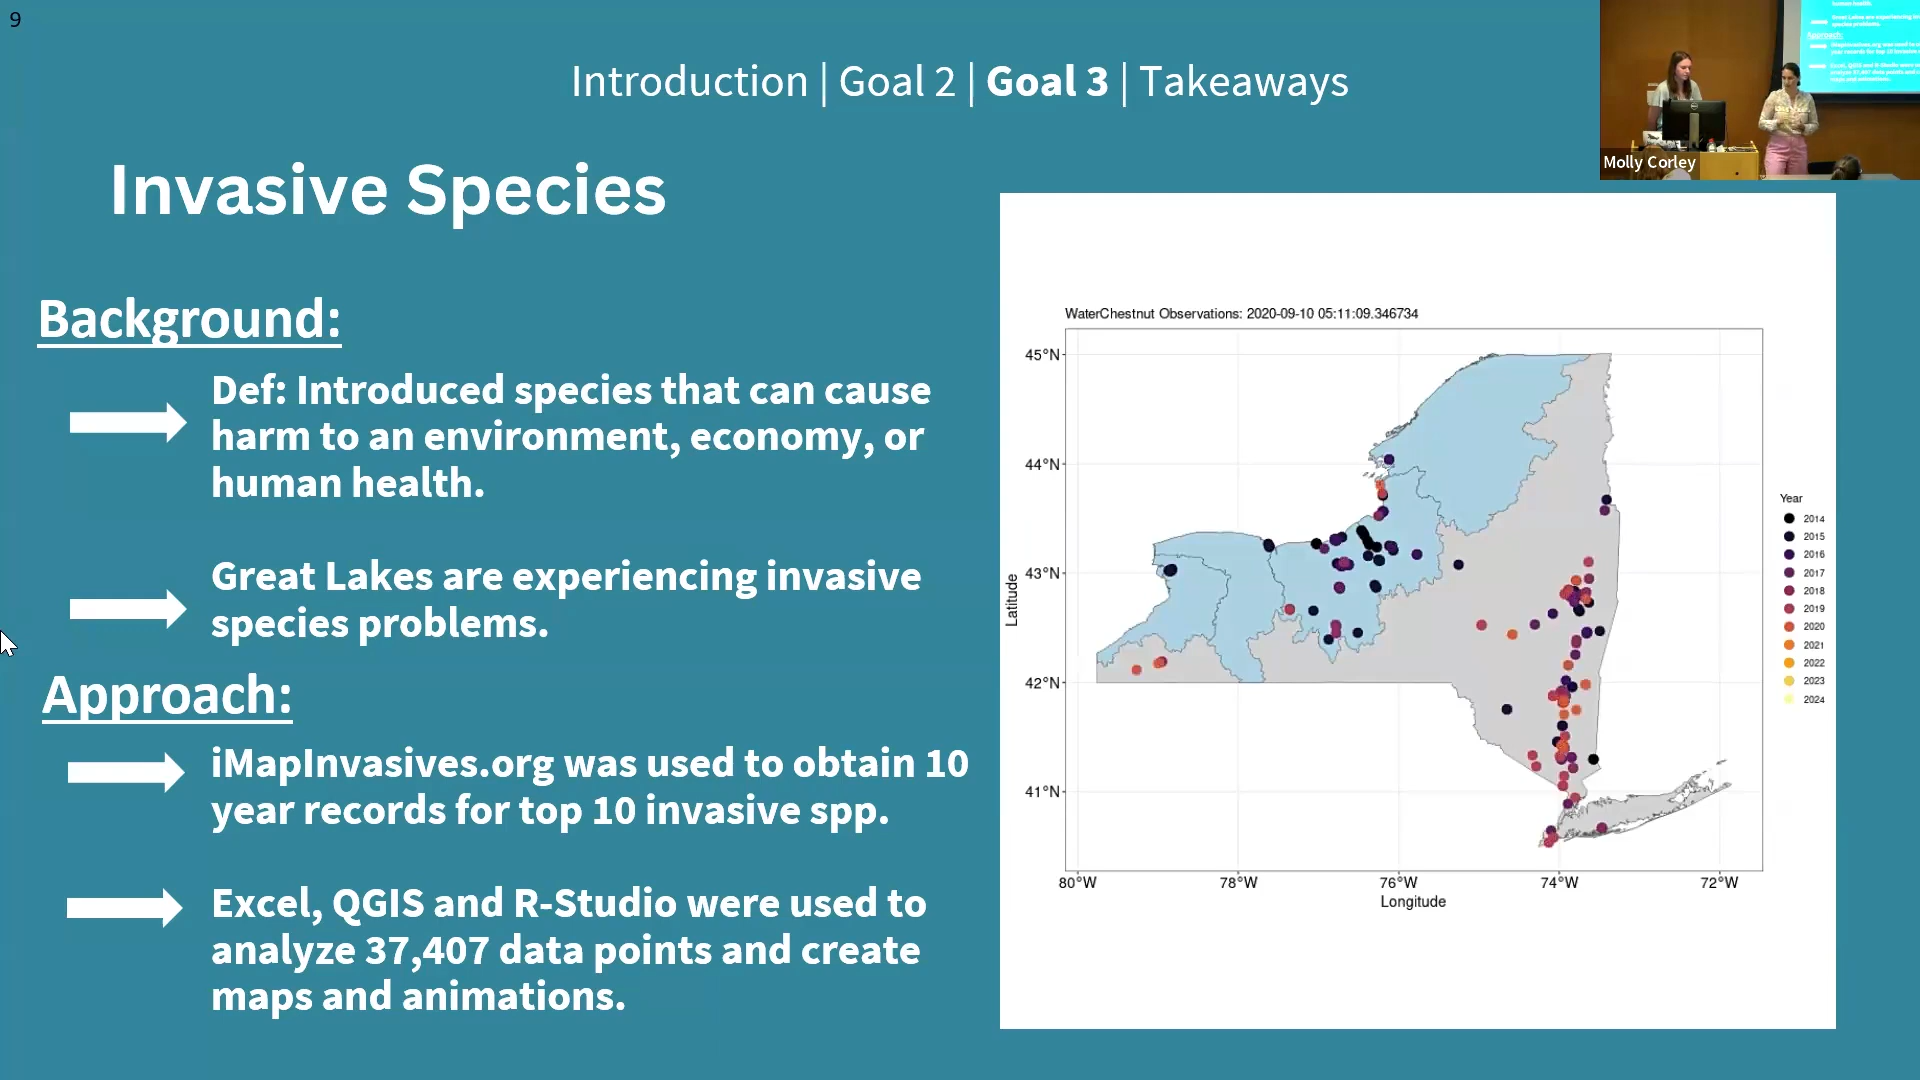 9
Introduction | Goal 2 | Goal 3 | Takeaways
Molly Corley
Invasive Species
Background:
Def: Introduced species that can cause
harm to an environment, economy, or
human health.
Great Lakes are experiencing invasive
species problems.
Approach:
iMapInvasives.org was used to obtain 10
year records for top 10 invasive spp.
Excel, QGIS and R-Studio were used to
analyze 37,407 data points and create
maps and animations.
WaterChestnut Observations: 2020-09-10 05:11:09.346734
45°N
44°N
43°N
42°N
41°N
Latitude
80°W 78°W 76°W 74°W 72°W
Longitude
Year
2014
2015
2016
2017
2018
2019
2020
2021
2022
2023
2024